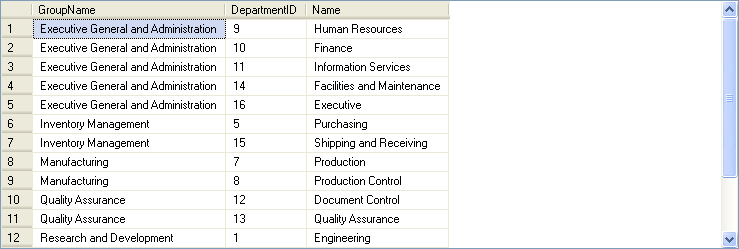 GroupName DepartmentID Name
1 Executive General and Administration 9 Human Resources
2 Executive General and Administration 10 Finance
3 Executive General and Administration 11 Information Services
4 Executive General and Administration 14 Facilities and Maintenance
5 Executive General and Administration 16 Executive
6 Inventory Management 5 Purchasing
7 Inventory Management 15 Shipping and Receiving
8 Manufacturing 7 Production
9 Manufacturing 8 Production Control
10 Quality Assurance 12 Document Control
11 Quality Assurance 13 Quality Assurance
12 Research and Development 1 Engineering